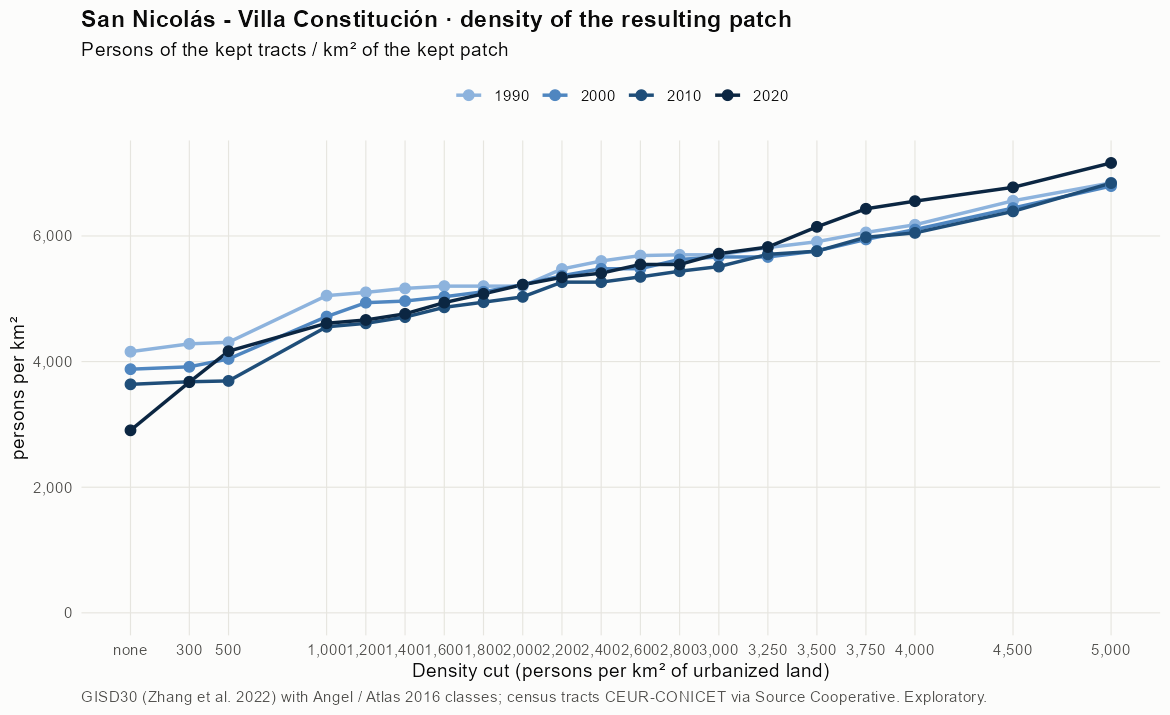 San Nicolás - Villa Constitución · density of the resulting patch
Persons of the kept tracts / km² of the kept patch
1990 2000 2010 2020
persons per km²
6,000
4,000
2,000
0
none 300 500 1,000 1,200 1,400 1,600 1,800 2,000 2,200 2,400 2,600 2,800 3,000 3,250 3,500 3,750 4,000 4,500 5,000
Density cut (persons per km² of urbanized land)
GISD30 (Zhang et al. 2022) with Angel / Atlas 2016 classes; census tracts CEUR-CONICET via Source Cooperative. Exploratory.